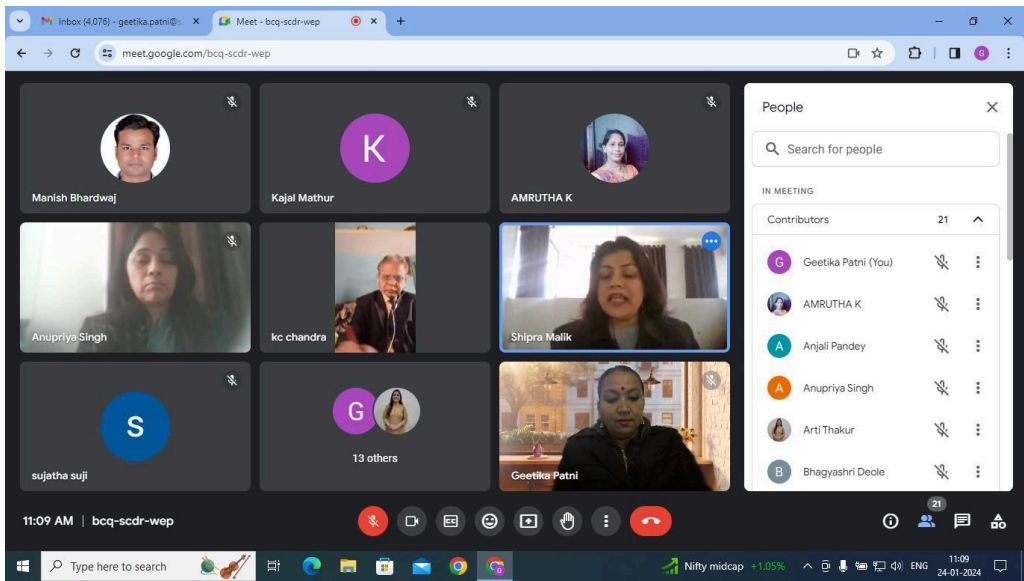 Inbox (4,076) - geetika.patni@
Meet - bcq-scdr-wep
meet.google.com/bcq-scdr-wep
G
Manish Bhardwaj
K
Kajal Mathur
AMRUTHA K
Anupriya Singh
kc chandra
Shipra Malik
S
sujatha suji
G
13 others
Geetika Patni
People
Search for people
IN MEETING
Contributors 21
G Geetika Patni (You)
AMRUTHA K
A Anjali Pandey
A Anupriya Singh
Arti Thakur
B Bhagyashri Deole
11:09 AM | bcq-scdr-wep
CC
21
Type here to search
G
Nifty midcap +1.05%
ENG
11:09
24-01-2024